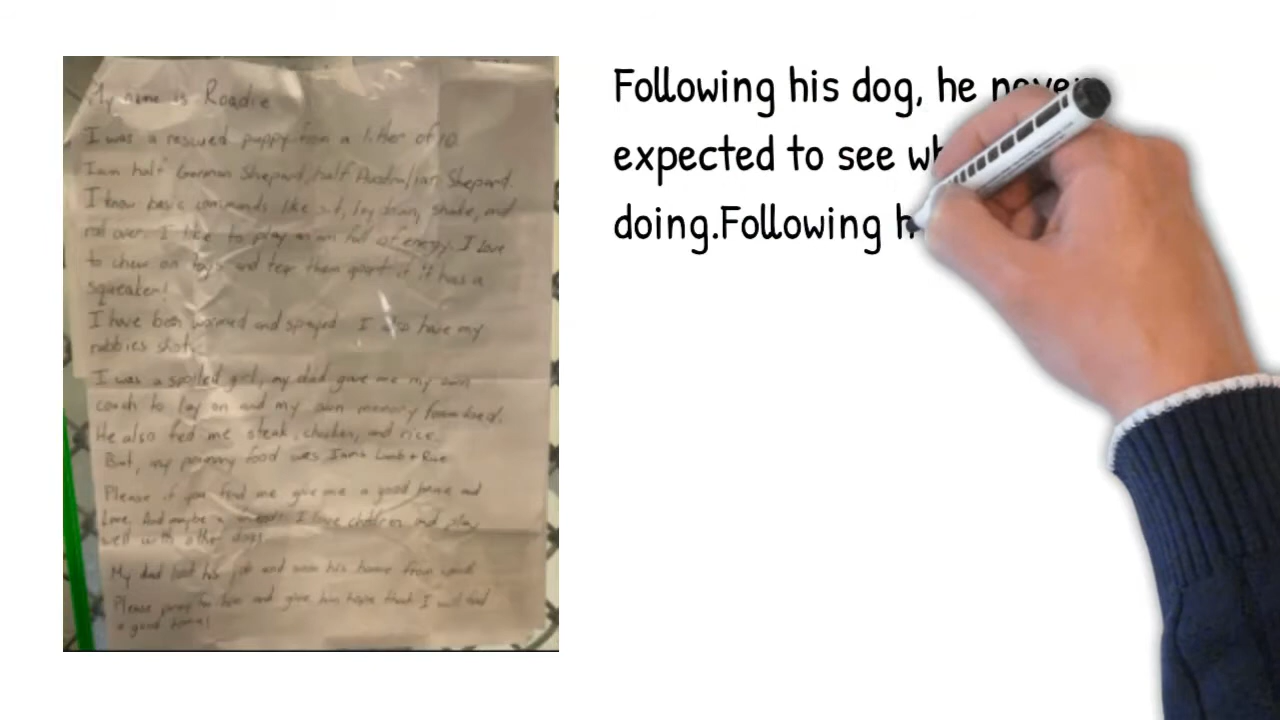 My name is Roadie
I was a rescued puppy from a liter of 10.
I am half German Shepard, half Australian Shepard.
I know basic commands like sit, lay down, shake, and
roll over. I like to play an am full of energy. I love
to chew on toys and tear them apart if it has a
squeaker!
I have been wormed and sprayed. I also have my
rabbies shot.
I was a spoiled girl, my dad gave me my own
couch to lay on and my own memory foam bed.
He also fed me steak, chicken, and rice.
But, my primary food was Iams Lamb + Rice
Please if you find me give me a good home and
Love. And maybe a friend! I love children and play
well with other dogs.
My dad lost his job and soon his home from
Please pray for him and give him hope that I will find
a good home!
Following his dog, he never
expected to see
doing.Following h